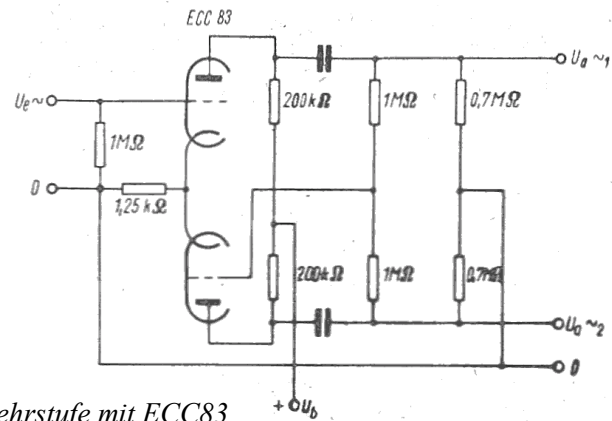 ECC 83
Ue~
Ua~1
200kΩ
1MΩ
0,7MΩ
1MΩ
0
1,25 kΩ
200kΩ
1MΩ
0,7MΩ
Ua~2
0
+ Ub
ehrstufe mit ECC83